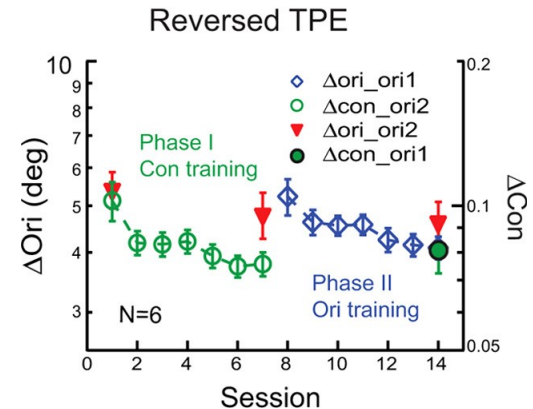 Reversed TPE
10
9
8
7
6
5
4
3
ΔOri (deg)
0.2
0.1
0.05
ΔCon
Δori_ori1
Δcon_ori2
Δori_ori2
Δcon_ori1
Phase I
Con training
Phase II
Ori training
N=6
0 2 4 6 8 10 12 14
Session